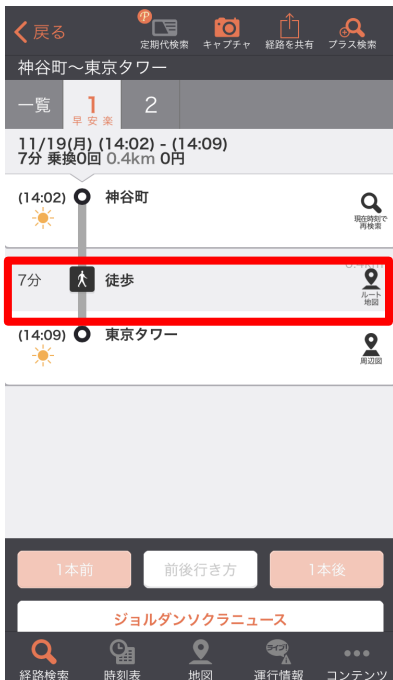 戻る
定期代検索
キャプチャ
経路を共有
プラス検索
神谷町～東京タワー
一覧
1
早 安 楽
2
11/19(月) (14:02) - (14:09)
7分 乗換0回 0.4km 0円
(14:02)
神谷町
現在時刻で
再検索
7分
徒歩
ルート
地図
(14:09)
東京タワー
周辺図
1本前
前後行き方
1本後
ジョルダンソクラニュース
経路検索
時刻表
地図
ライブ!
運行情報
コンテンツ